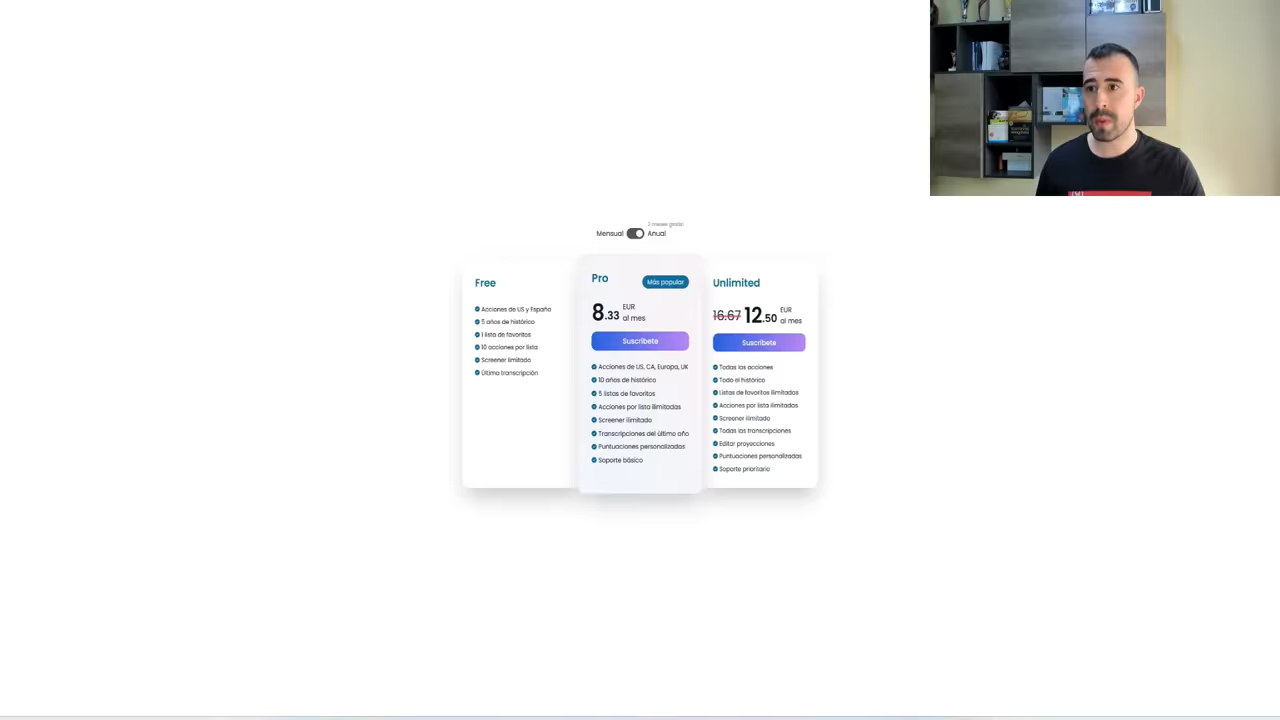 2 meses gratis
Mensual Anual
Free
Acciones de US y España
5 años de histórico
1 lista de favoritos
10 acciones por lista
Screener limitado
Última transcripción
Pro
Más popular
8.33 EUR al mes
Suscríbete
Acciones de US, CA, Europa, UK
10 años de histórico
5 listas de favoritos
Acciones por lista ilimitadas
Screener ilimitado
Transcripciones del último año
Puntuaciones personalizadas
Soporte básico
Unlimited
16.67 12.50 EUR al mes
Suscríbete
Todas las acciones
Todo el histórico
Listas de favoritos ilimitadas
Acciones por lista ilimitadas
Screener ilimitado
Todas las transcripciones
Editar proyecciones
Puntuaciones personalizadas
Soporte prioritario